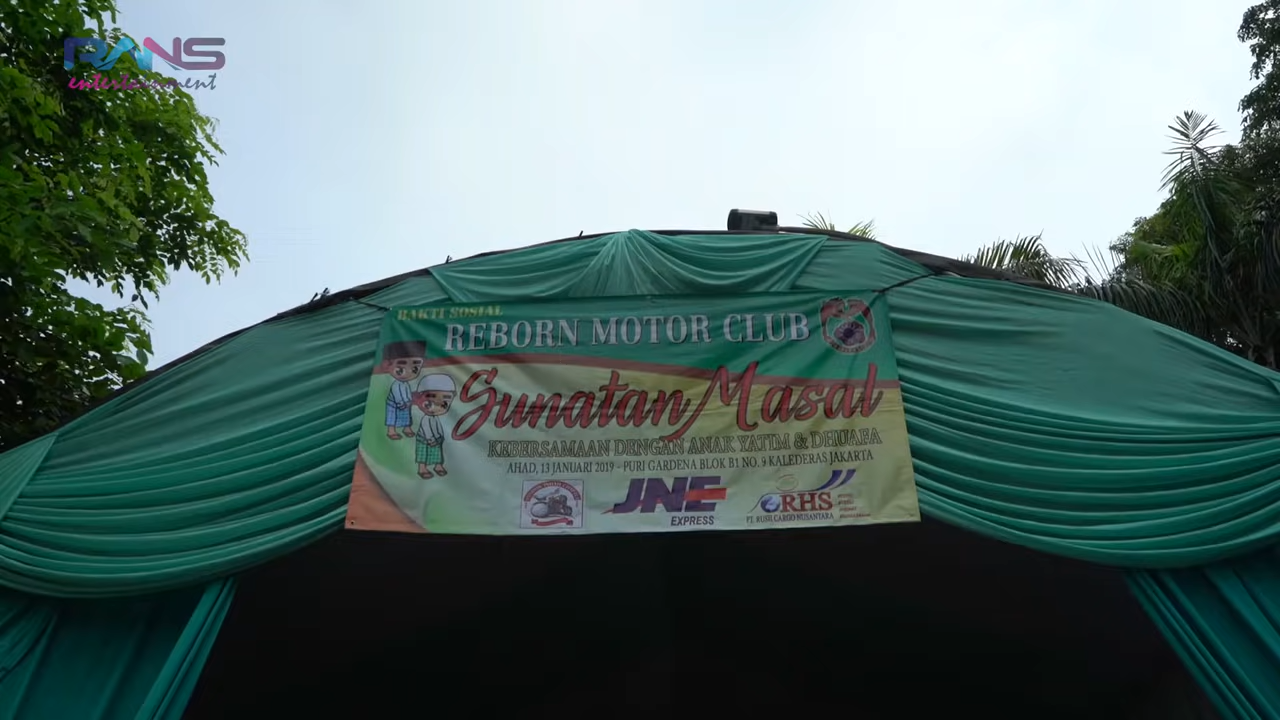 RANS
entertainment
BAKTI SOSIAL
REBORN MOTOR CLUB
Sunatan Masal
KEBERSAMAAN DENGAN ANAK YATIM & DHUAFA
AHAD, 13 JANUARI 2019 - PURI GARDENA BLOK B1 NO. 9 KALEDERAS JAKARTA
JNE
EXPRESS
RHS
PT. RUSH CARGO NUSANTARA